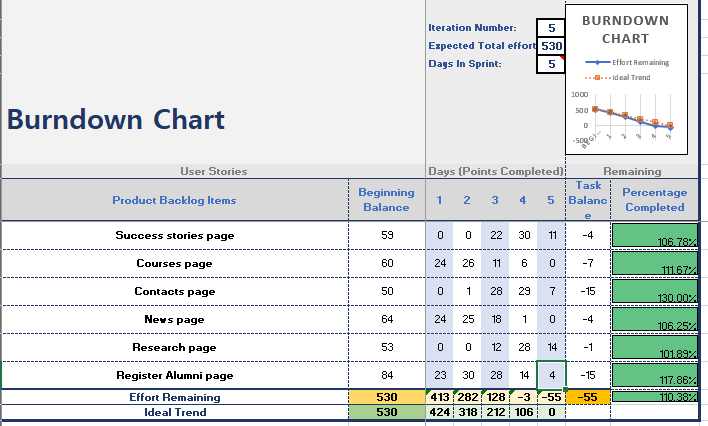 Iteration Number: 5
Expected Total effort 530
Days In Sprint: 5
BURNDOWN
CHART
Effort Remaining
Ideal Trend
1000
500
0
-500
1 2 3 4 5
Burndown Chart
User Stories Days (Points Completed) Remaining
Product Backlog Items Beginning Balance 1 2 3 4 5 Task Balanc e Percentage Completed
Success stories page 59 0 0 22 30 11 -4 106.78%
Courses page 60 24 26 11 6 0 -7 111.67%
Contacts page 50 0 1 28 29 7 -15 130.00%
News page 64 24 25 18 1 0 -4 106.25%
Research page 53 0 0 12 28 14 -1 101.89%
Register Alumni page 84 23 30 28 14 4 -15 117.86%
Effort Remaining 530 413 282 128 -3 -55 -55 110.38%
Ideal Trend 530 424 318 212 106 0